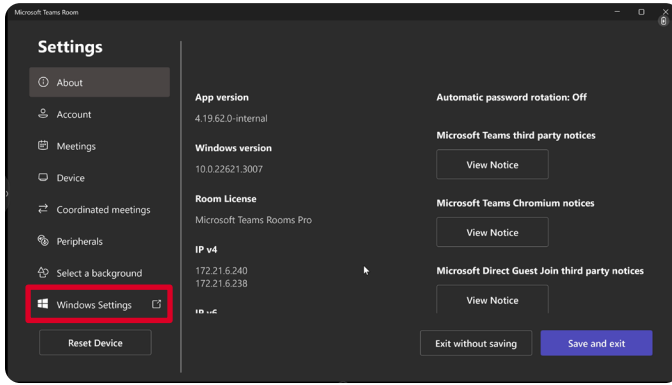 Microsoft Teams Room
Settings
About
Account
Meetings
Device
Coordinated meetings
Peripherals
Select a background
Windows Settings
Reset Device
App version
4.19.62.0-internal
Windows version
10.0.22621.3007
Room License
Microsoft Teams Rooms Pro
IP v4
172.21.6.240
172.21.6.238
IP v6
Automatic password rotation: Off
Microsoft Teams third party notices
View Notice
Microsoft Teams Chromium notices
View Notice
Microsoft Direct Guest Join third party notices
View Notice
Exit without saving
Save and exit